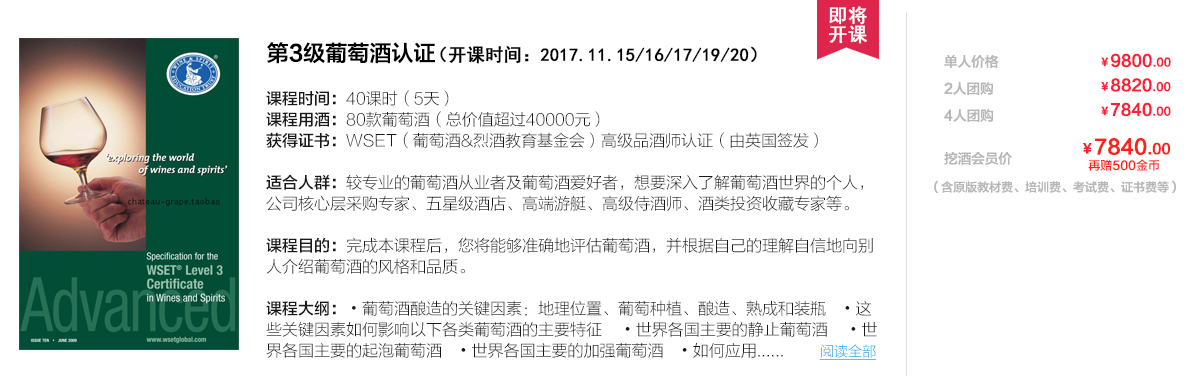 WINE & SPIRIT
EDUCATION TRUST
®
'exploring the world
of wines and spirits'
chateau-grape.taobao
Specification for the
WSET® Level 3
Certificate
in Wines and Spirits
Advanced
ISSUE TEN • JUNE 2009
www.wsetglobal.com
即将
开课
第3级葡萄酒认证(开课时间：2017.11.15/16/17/19/20)
课程时间：40课时（5天）
课程用酒：80款葡萄酒（总价值超过40000元）
获得证书：WSET（葡萄酒&烈酒教育基金会）高级品酒师认证（由英国签发）
适合人群：较专业的葡萄酒从业者及葡萄酒爱好者，想要深入了解葡萄酒世界的个人，
公司核心层采购专家、五星级酒店、高端游艇、高级侍酒师、酒类投资收藏专家等。
课程目的：完成本课程后，您将能够准确地评估葡萄酒，并根据自己的理解自信地向别
人介绍葡萄酒的风格和品质。
课程大纲：•葡萄酒酿造的关键因素：地理位置、葡萄种植、酿造、熟成和装瓶 •这
些关键因素如何影响以下各类葡萄酒的主要特征 •世界各国主要的静止葡萄酒 •世
界各国主要的起泡葡萄酒 •世界各国主要的加强葡萄酒 •如何应用...... 阅读全部
单人价格 ¥9800.00
2人团购 ¥8820.00
4人团购 ¥7840.00
挖酒会员价 ¥7840.00
再赠500金币
（含原版教材费、培训费、考试费、证书费等）